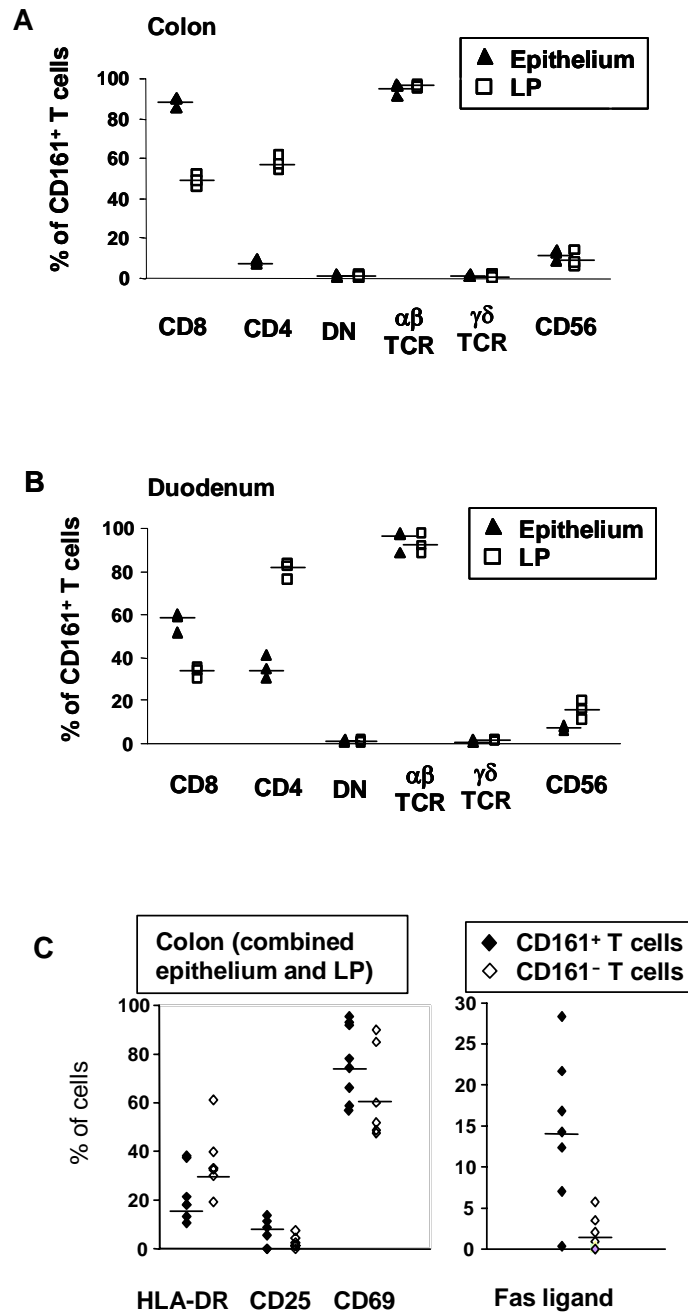 A
Colon
Epithelium
LP
% of CD161+ T cells
100
80
60
40
20
0
CD8
CD4
DN
αβ
TCR
γδ
TCR
CD56
B
Duodenum
Epithelium
LP
% of CD161+ T cells
100
80
60
40
20
0
CD8
CD4
DN
αβ
TCR
γδ
TCR
CD56
C
Colon (combined
epithelium and LP)
CD161+ T cells
CD161− T cells
% of cells
100
80
60
40
20
0
HLA-DR
CD25
CD69
30
25
20
15
10
5
0
Fas ligand